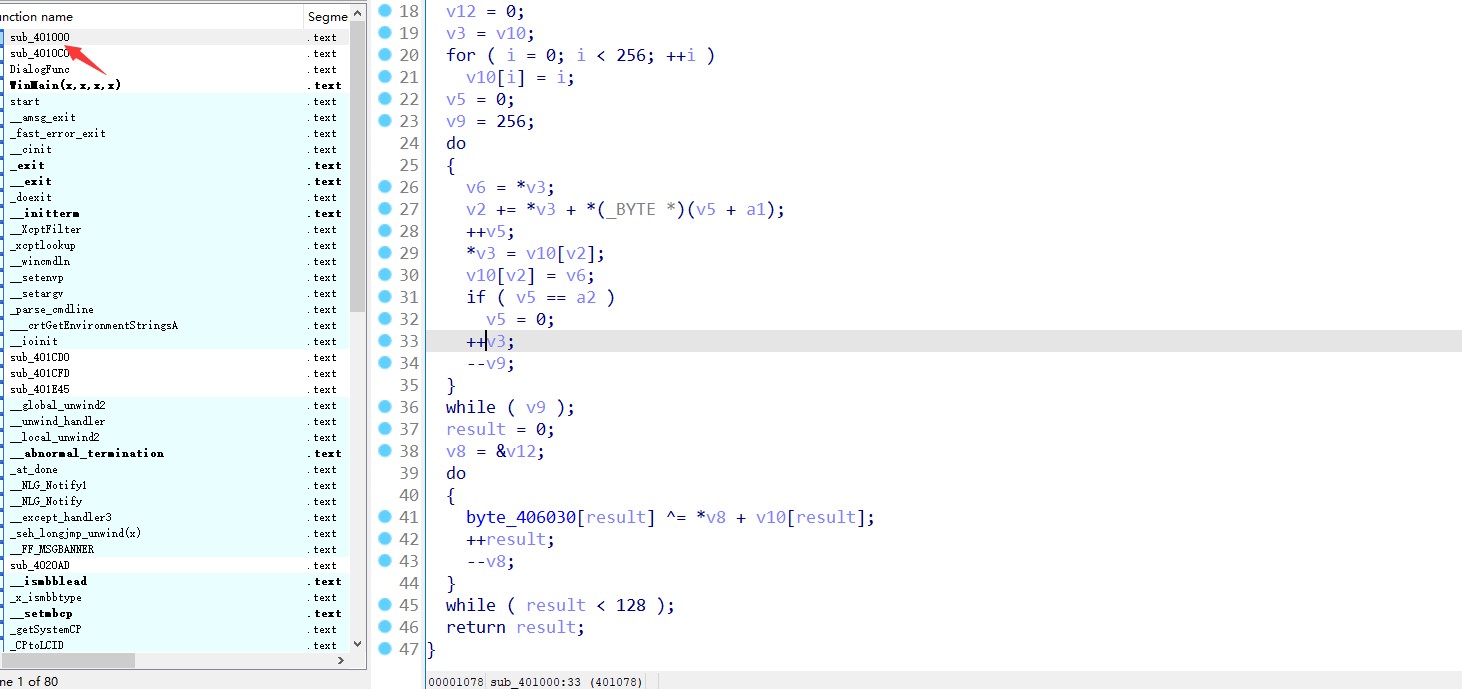 unction name
Segme
sub_401000
.text
sub_4010C0
.text
DialogFunc
.text
WinMain(x,x,x,x)
.text
start
.text
__amsg_exit
.text
_fast_error_exit
.text
__cinit
.text
_exit
.text
__exit
.text
_doexit
.text
__initterm
.text
__XcptFilter
.text
_xcptlookup
.text
__wincmdln
.text
__setenvp
.text
__setargv
.text
_parse_cmdline
.text
___crtGetEnvironmentStringsA
.text
__ioinit
.text
sub_401CD0
.text
sub_401CFD
.text
sub_401E45
.text
__global_unwind2
.text
__unwind_handler
.text
__local_unwind2
.text
__abnormal_termination
.text
_at_done
.text
__NLG_Notify1
.text
__NLG_Notify
.text
__except_handler3
.text
_seh_longjmp_unwind(x)
.text
__FF_MSGBANNER
.text
sub_4020AD
.text
__ismbblead
.text
_x_ismbbtype
.text
__setmbcp
.text
_getSystemCP
.text
_CPtoLCID
.text
ne 1 of 80
18 v12 = 0;
19 v3 = v10;
20 for ( i = 0; i < 256; ++i )
21 v10[i] = i;
22 v5 = 0;
23 v9 = 256;
24 do
25 {
26 v6 = *v3;
27 v2 += *v3 + *(_BYTE *)(v5 + a1);
28 ++v5;
29 *v3 = v10[v2];
30 v10[v2] = v6;
31 if ( v5 == a2 )
32 v5 = 0;
33 ++v3;
34 --v9;
35 }
36 while ( v9 );
37 result = 0;
38 v8 = &v12;
39 do
40 {
41 byte_406030[result] ^= *v8 + v10[result];
42 ++result;
43 --v8;
44 }
45 while ( result < 128 );
46 return result;
47 }
00001078 sub_401000:33 (401078)